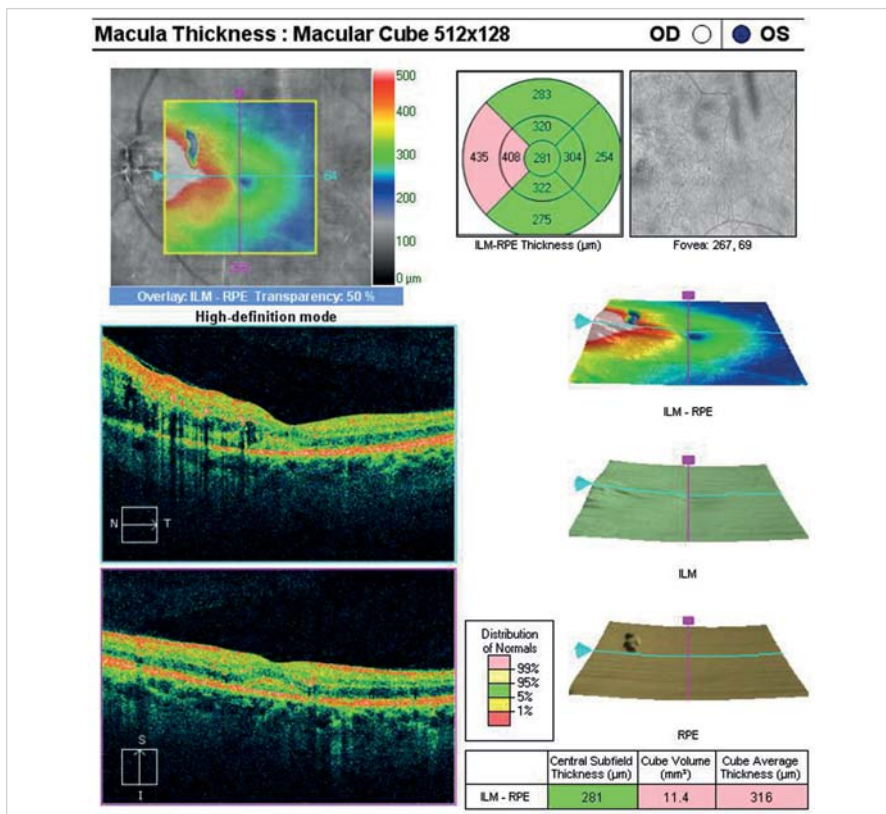 Macula Thickness : Macular Cube 512x128 OD OS
500
400
300
200
100
0 µm
64
Overlay: ILM - RPE Transparency: 50 %
283
320
435 408 281 304 254
322
275
ILM-RPE Thickness (µm)
Fovea: 267, 69
High-definition mode
N T
S
I
ILM - RPE
ILM
RPE
Distribution
of Normals
99%
95%
5%
1%
Central Subfield
Thickness (µm)
Cube Volume
(mm³)
Cube Average
Thickness (µm)
ILM - RPE 281 11.4 316